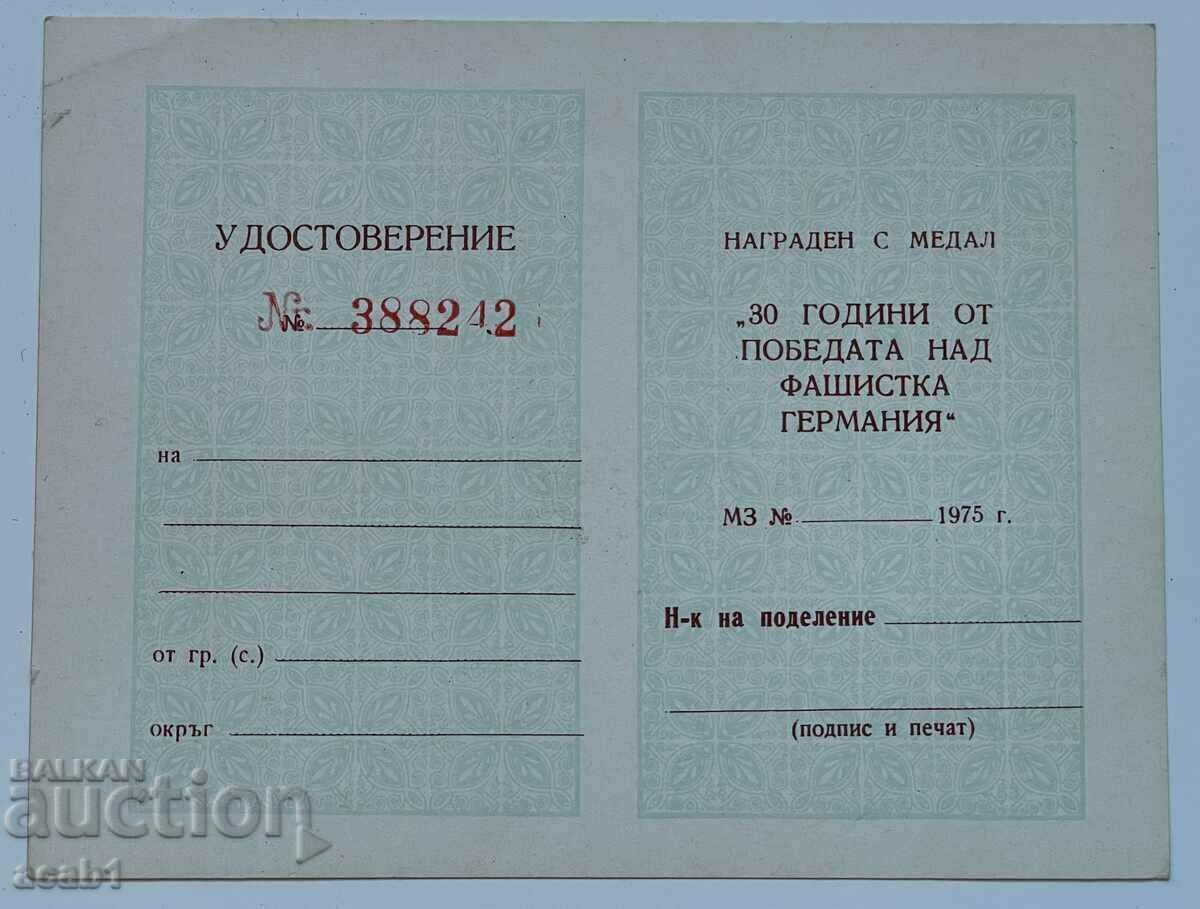 УДОСТОВЕРЕНИЕ
№ № 388242
на
от гр. (с.)
окръг
НАГРАДЕН С МЕДАЛ
„30 ГОДИНИ ОТ
ПОБЕДАТА НАД
ФАШИСТКА
ГЕРМАНИЯ“
МЗ № 1975 г.
Н-к на поделение
(подпис и печат)
BALKAN
auction
acab1